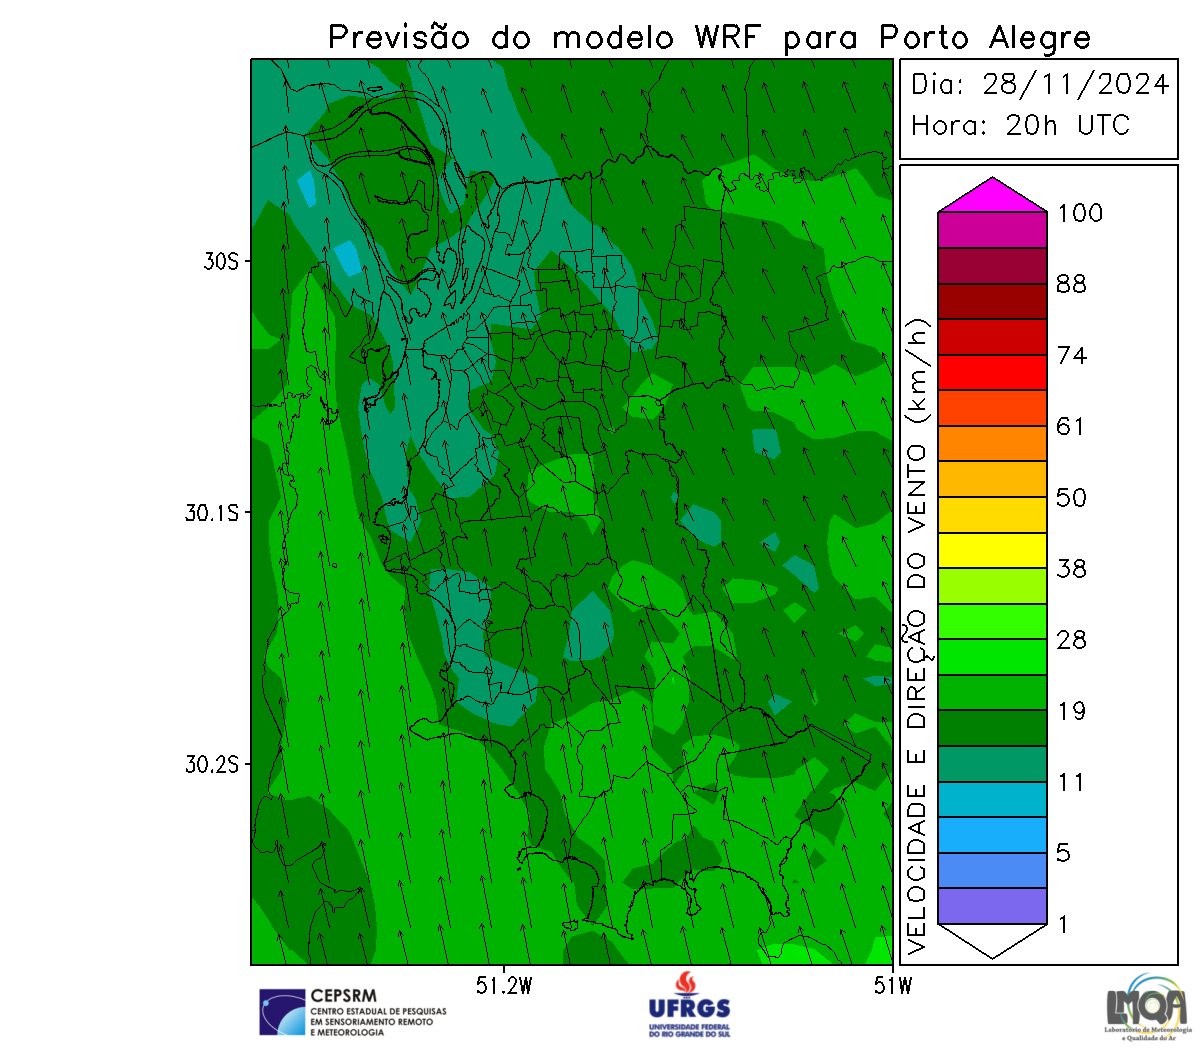 Previsão do modelo WRF para Porto Alegre
Dia: 28/11/2024
Hora: 20h UTC
30S
30.1S
30.2S
51.2W
51W
VELOCIDADE E DIREÇÃO DO VENTO (km/h)
100
88
74
61
50
38
28
19
11
5
1
CEPSRM
CENTRO ESTADUAL DE PESQUISAS
EM SENSORIAMENTO REMOTO
E METEOROLOGIA
UFRGS
UNIVERSIDADE FEDERAL
DO RIO GRANDE DO SUL
LMQA
Laboratório de Meteorologia
e Qualidade do Ar